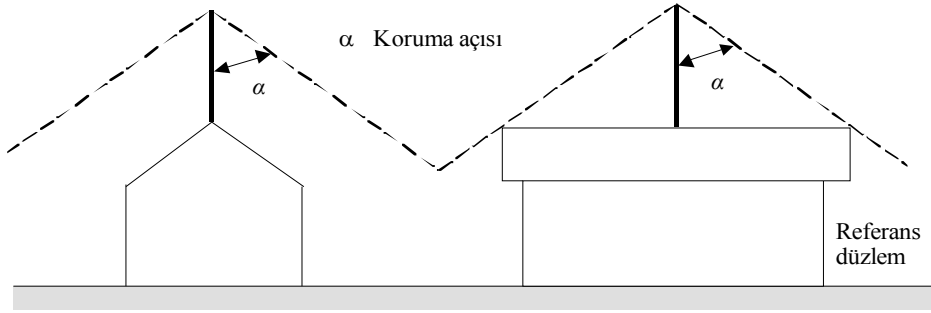 α Koruma açısı
α
α
Referans
düzlem